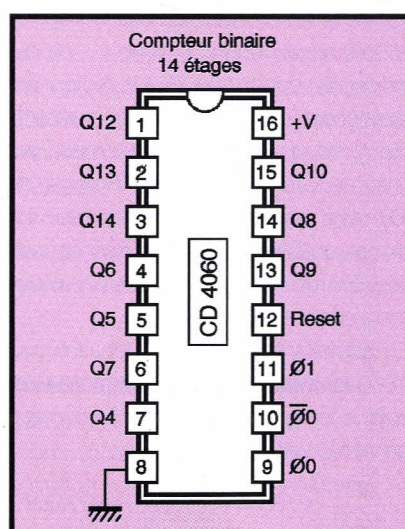 Compteur binaire
14 étages
Q12 1 16 +V
Q13 2 15 Q10
Q14 3 14 Q8
Q6 4 13 Q9
Q5 5 12 Reset
Q7 6 11 Ø1
Q4 7 10 Ø̅0
8 9 Ø0
CD 4060